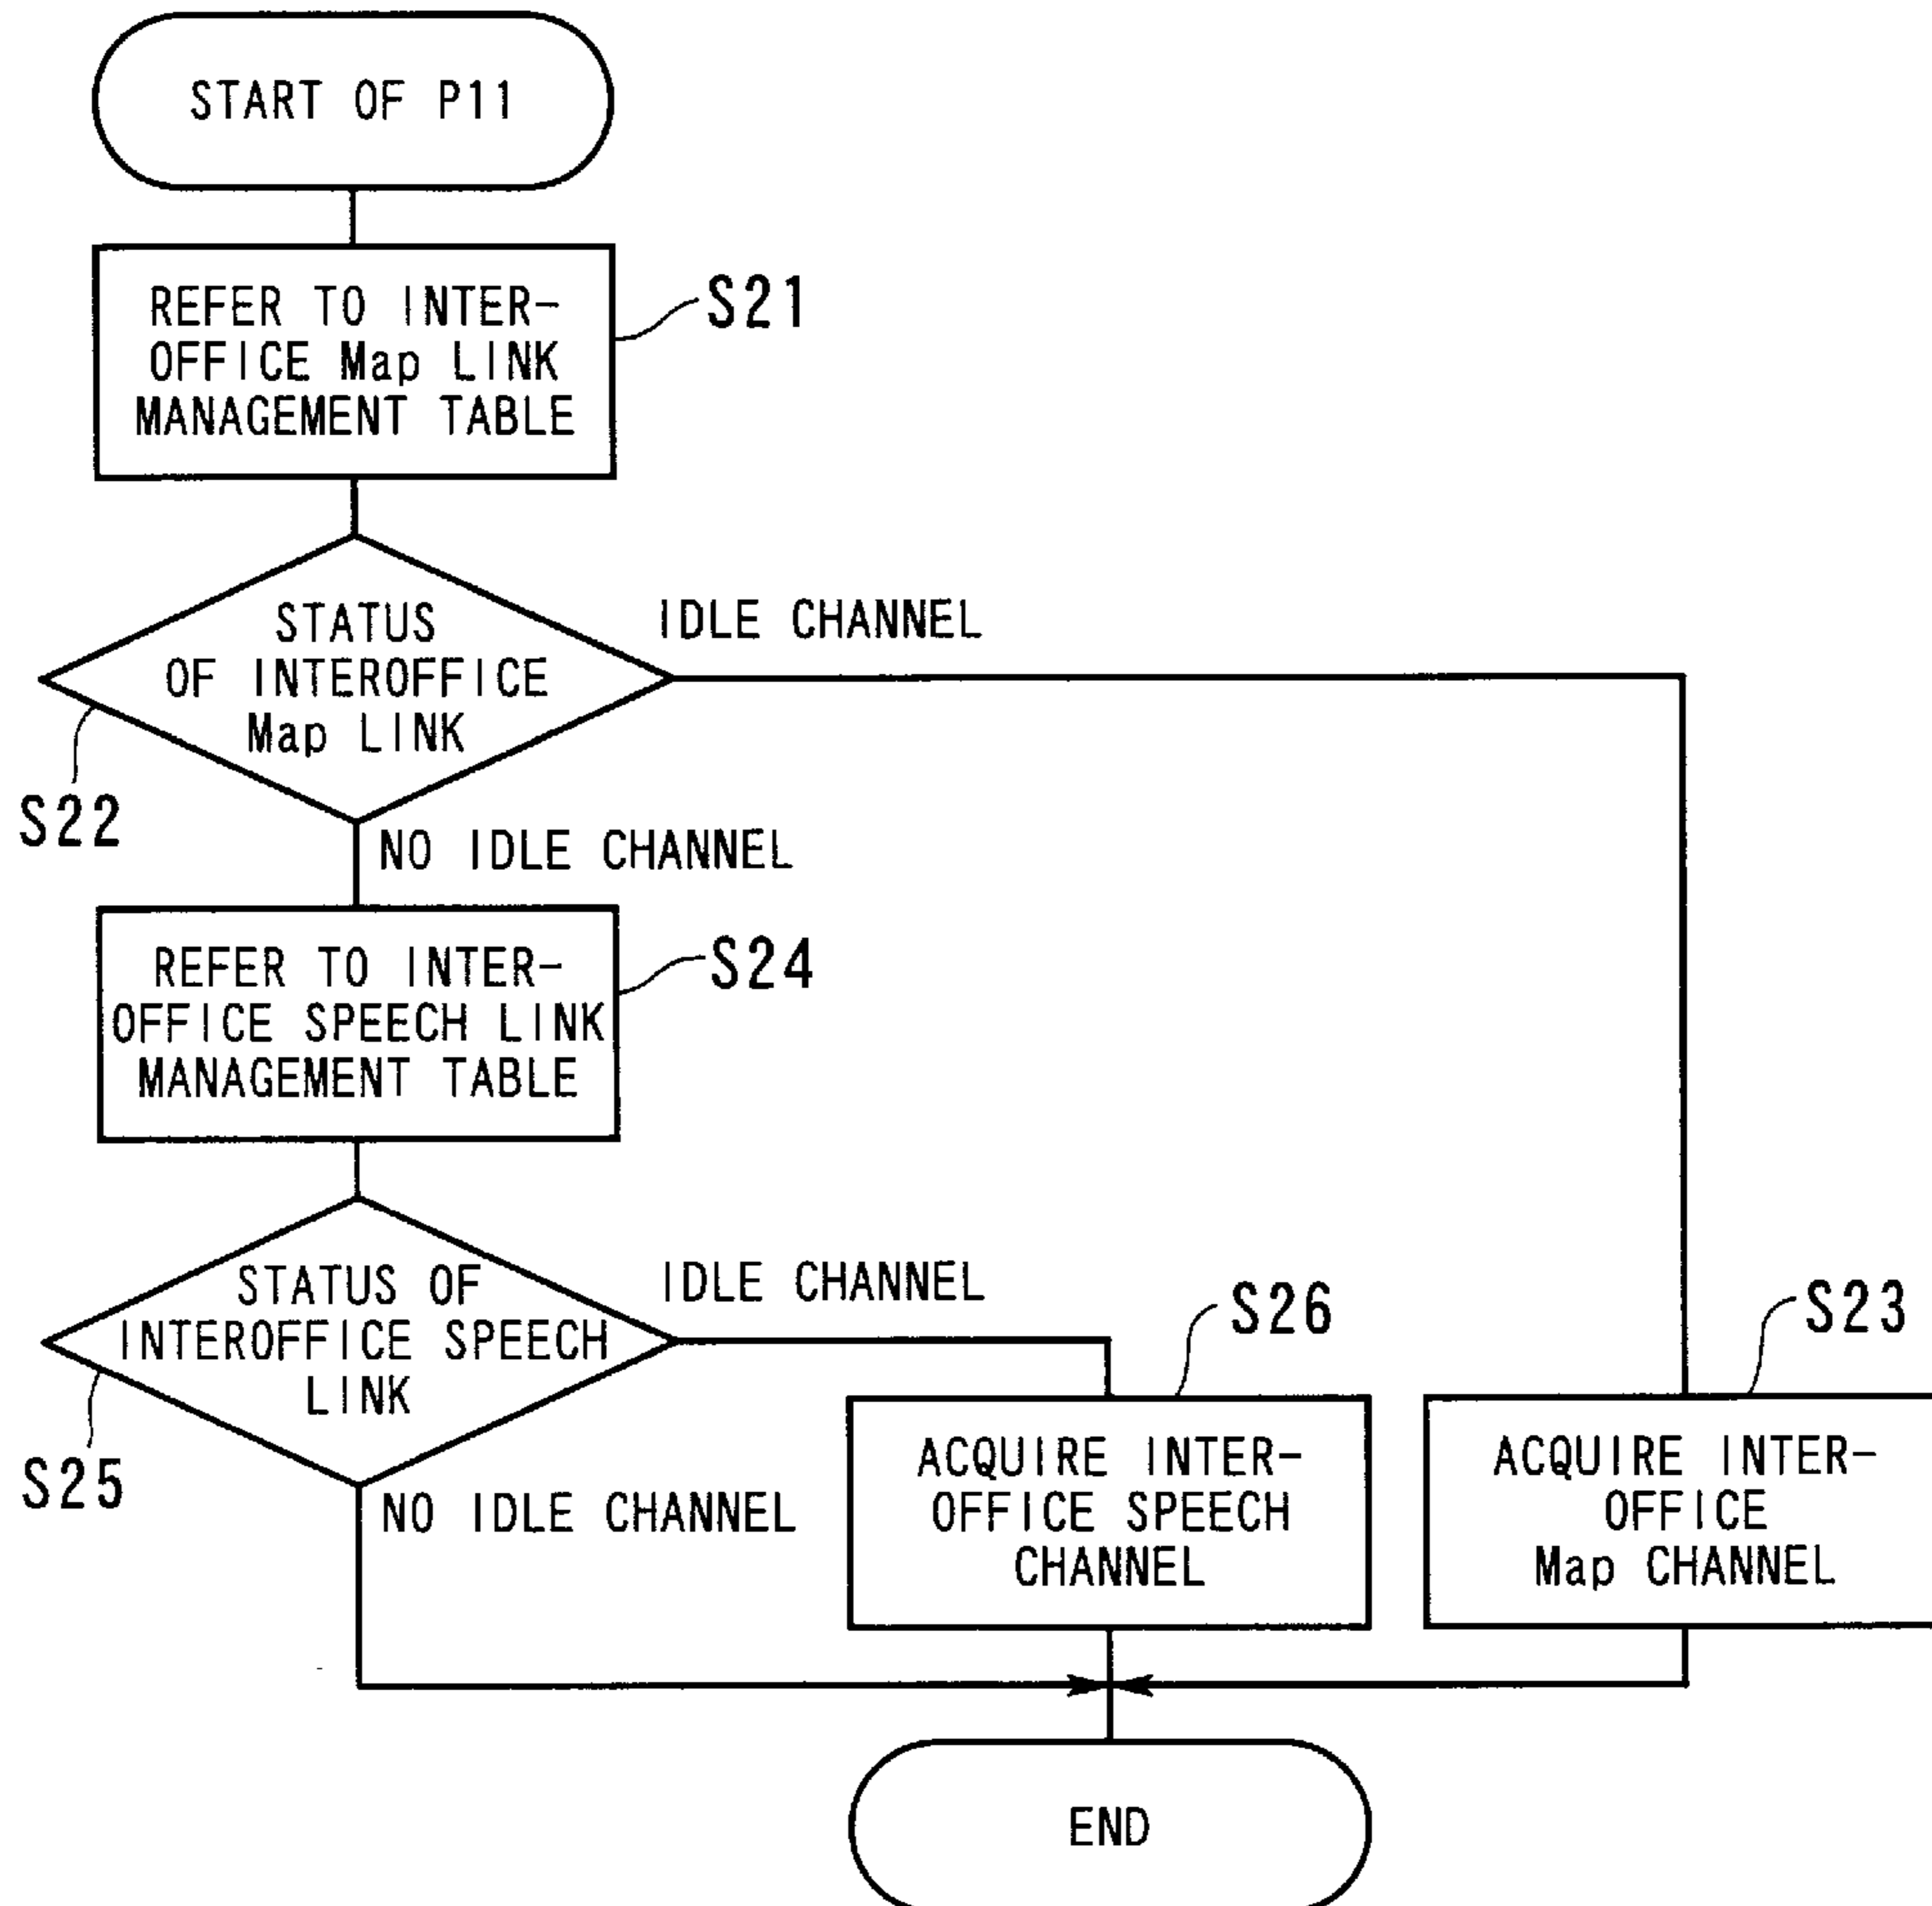 START OF P11
REFER TO INTER-
OFFICE Map LINK
MANAGEMENT TABLE
S21
STATUS
OF INTEROFFICE
Map LINK
IDLE CHANNEL
S22
NO IDLE CHANNEL
REFER TO INTER-
OFFICE SPEECH LINK
MANAGEMENT TABLE
S24
STATUS OF
INTEROFFICE SPEECH
LINK
IDLE CHANNEL
S25
NO IDLE CHANNEL
S26
ACQUIRE INTER-
OFFICE SPEECH
CHANNEL
S23
ACQUIRE INTER-
OFFICE
Map CHANNEL
END